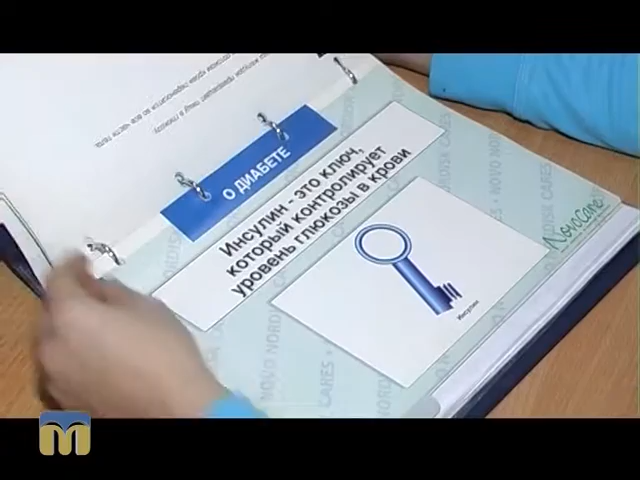 О ДИАБЕТЕ
Инсулин - это ключ,
который контролирует
уровень глюкозы в крови
Инсулин
NovoCare
NOVO NORDISK CARES
M